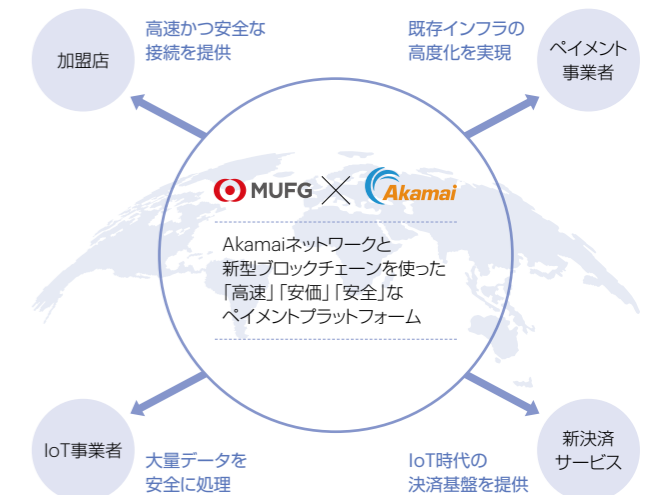 高速かつ安全な
接続を提供
加盟店
既存インフラの
高度化を実現
ペイメント
事業者
MUFG
Akamai
Akamaiネットワークと
新型ブロックチェーンを使った
「高速」「安価」「安全」な
ペイメントプラットフォーム
IoT事業者
大量データを
安全に処理
IoT時代の
決済基盤を提供
新決済
サービス